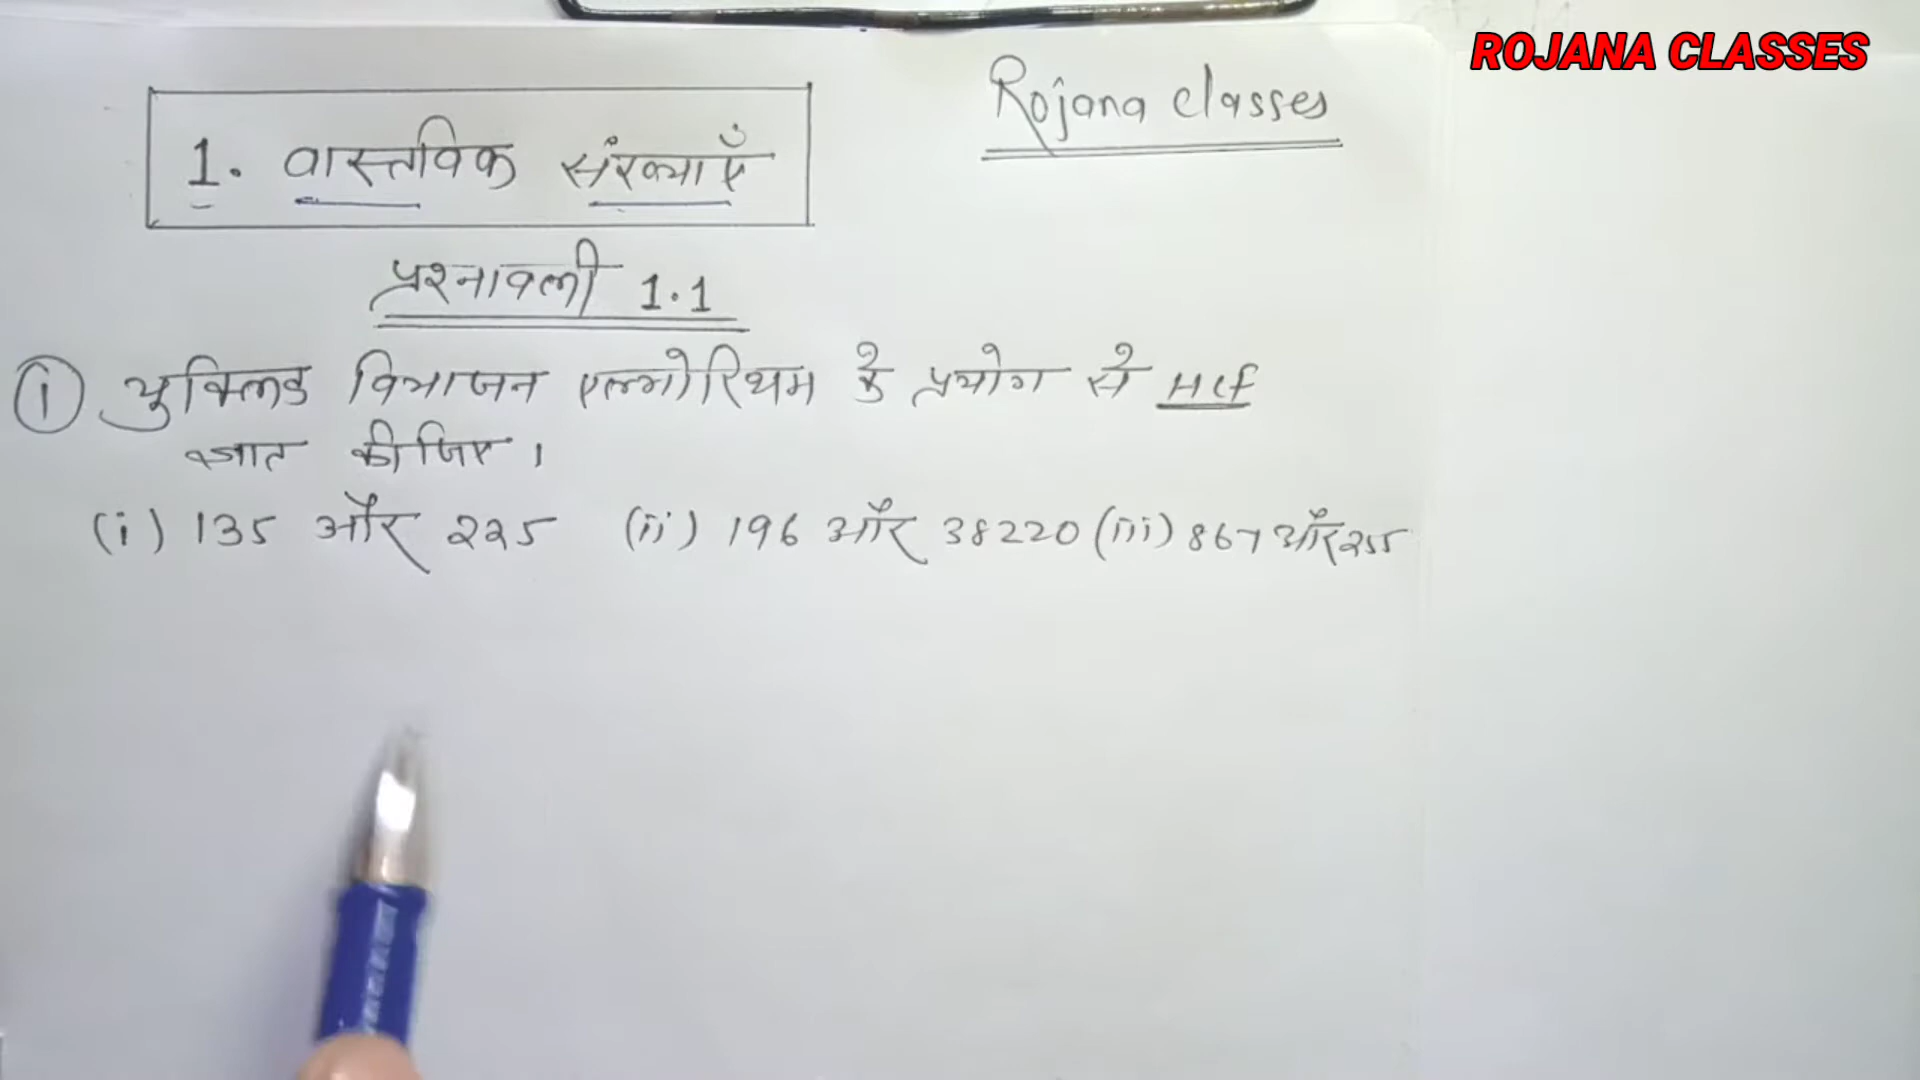 ROJANA CLASSES
Rojana classes
1. वास्तविक संख्याएँ
प्रश्नावली 1.1
① युक्लिड विभाजन एल्गोरिथम के प्रयोग से HCF
ज्ञात कीजिए।
(i) 135 और 225 (ii) 196 और 38220 (iii) 867 और 255